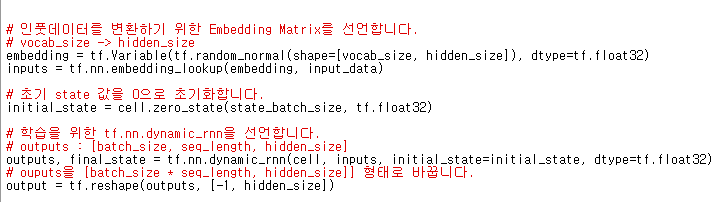 # 인풋데이터를 변환하기 위한 Embedding Matrix를 선언합니다.
# vocab_size -> hidden_size
embedding = tf.Variable(tf.random_normal(shape=[vocab_size, hidden_size]), dtype=tf.float32)
inputs = tf.nn.embedding_lookup(embedding, input_data)
# 초기 state 값을 0으로 초기화합니다.
initial_state = cell.zero_state(state_batch_size, tf.float32)
# 학습을 위한 tf.nn.dynamic_rnn을 선언합니다.
# outputs : [batch_size, seq_length, hidden_size]
outputs, final_state = tf.nn.dynamic_rnn(cell, inputs, initial_state=initial_state, dtype=tf.float32)
# ouputs을 [batch_size * seq_length, hidden_size]] 형태로 바꿉니다.
output = tf.reshape(outputs, [-1, hidden_size])